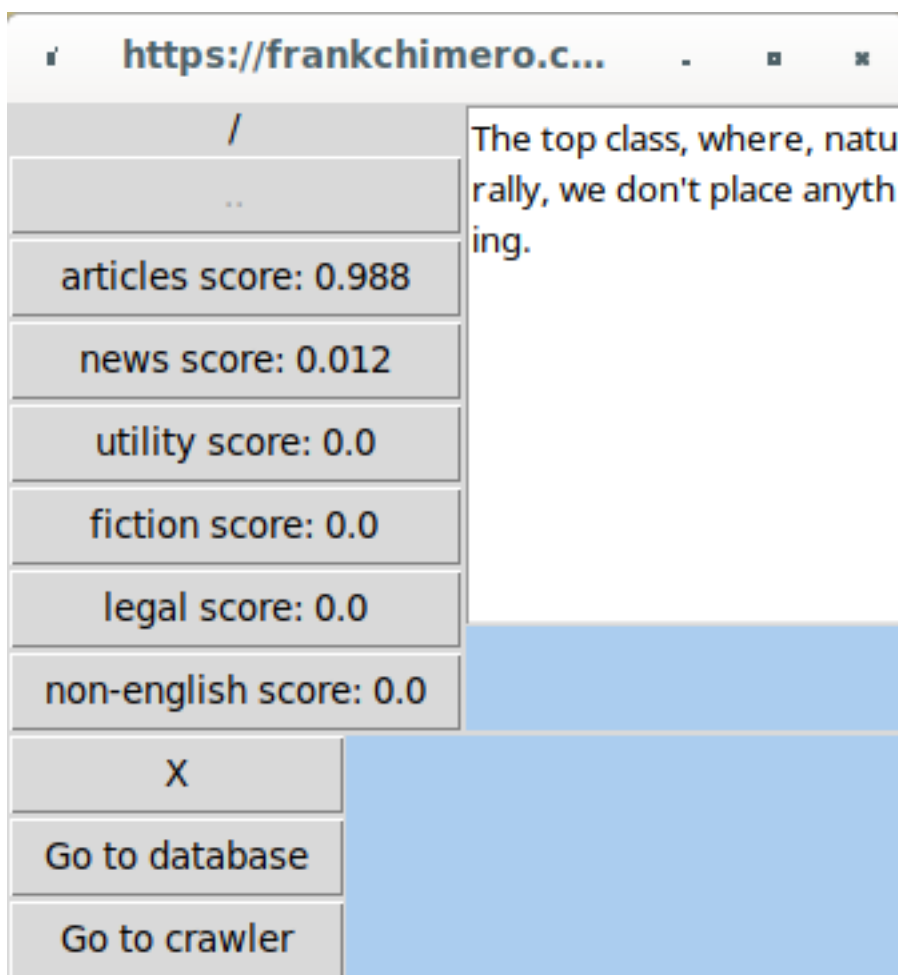 https://frankchimero.c...
/
..
articles score: 0.988
news score: 0.012
utility score: 0.0
fiction score: 0.0
legal score: 0.0
non-english score: 0.0
X
Go to database
Go to crawler
The top class, where, natu
rally, we don't place anyth
ing.